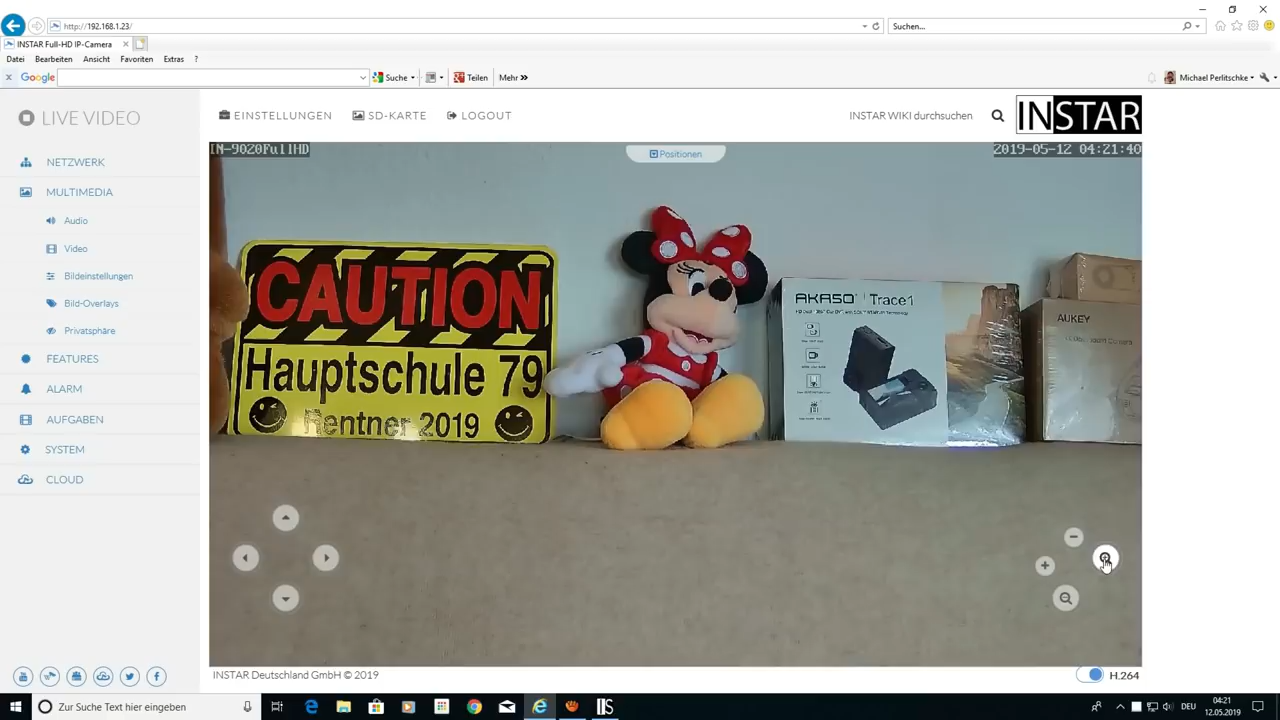 http://192.168.1.23/
Suchen...
INSTAR Full-HD IP-Camera
Datei Bearbeiten Ansicht Favoriten Extras ?
Google Suche Teilen Mehr »
Michael Perlitschke
LIVE VIDEO
EINSTELLUNGEN SD-KARTE LOGOUT
INSTAR WIKI durchsuchen
INSTAR
NETZWERK
MULTIMEDIA
Audio
Video
Bildeinstellungen
Bild-Overlays
Privatsphäre
FEATURES
ALARM
AUFGABEN
SYSTEM
CLOUD
IN-9020FullHD
Positionen
2019-05-12 04:21:40
CAUTION
Hauptschule 79
Rentner 2019
AKASO Trace1
AUKEY
INSTAR Deutschland GmbH © 2019
H.264
Zur Suche Text hier eingeben
DEU
04:21
12.05.2019